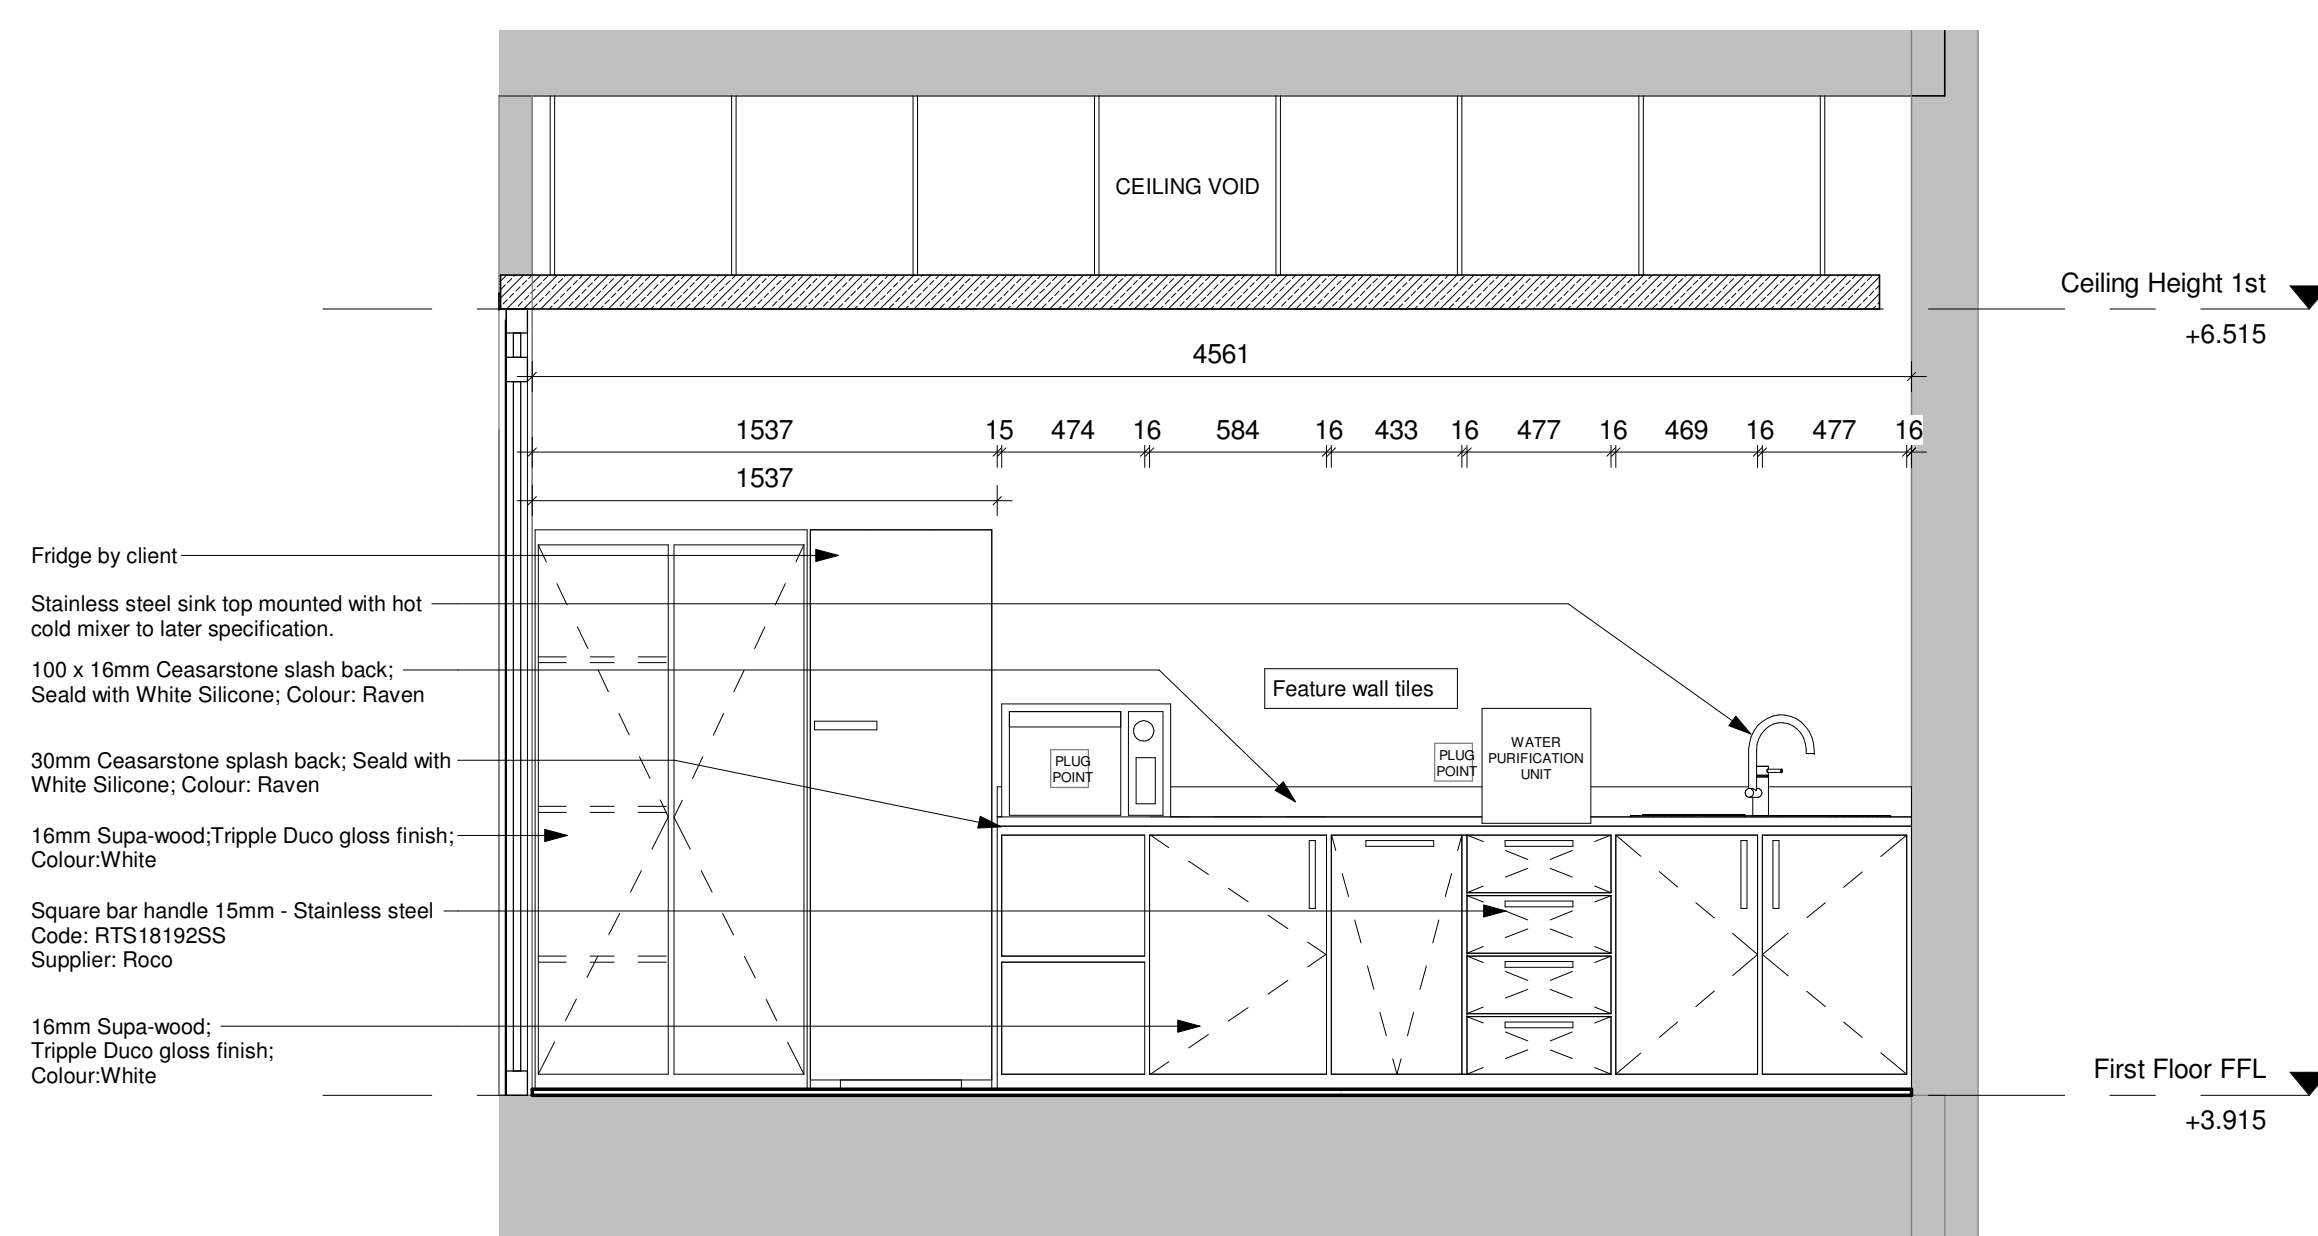 CEILING VOID
Ceiling Height 1st
+6.515
4561
1537 15 474 16 584 16 433 16 477 16 469 16 477 16
1537
Fridge by client
Stainless steel sink top mounted with hot
cold mixer to later specification.
100 x 16mm Ceasarstone slash back;
Seald with White Silicone; Colour: Raven
Feature wall tiles
30mm Ceasarstone splash back; Seald with
White Silicone; Colour: Raven
PLUG
POINT
PLUG
POINT
WATER
PURIFICATION
UNIT
16mm Supa-wood;Tripple Duco gloss finish;
Colour:White
Square bar handle 15mm - Stainless steel
Code: RTS18192SS
Supplier: Roco
16mm Supa-wood;
Tripple Duco gloss finish;
Colour:White
First Floor FFL
+3.915